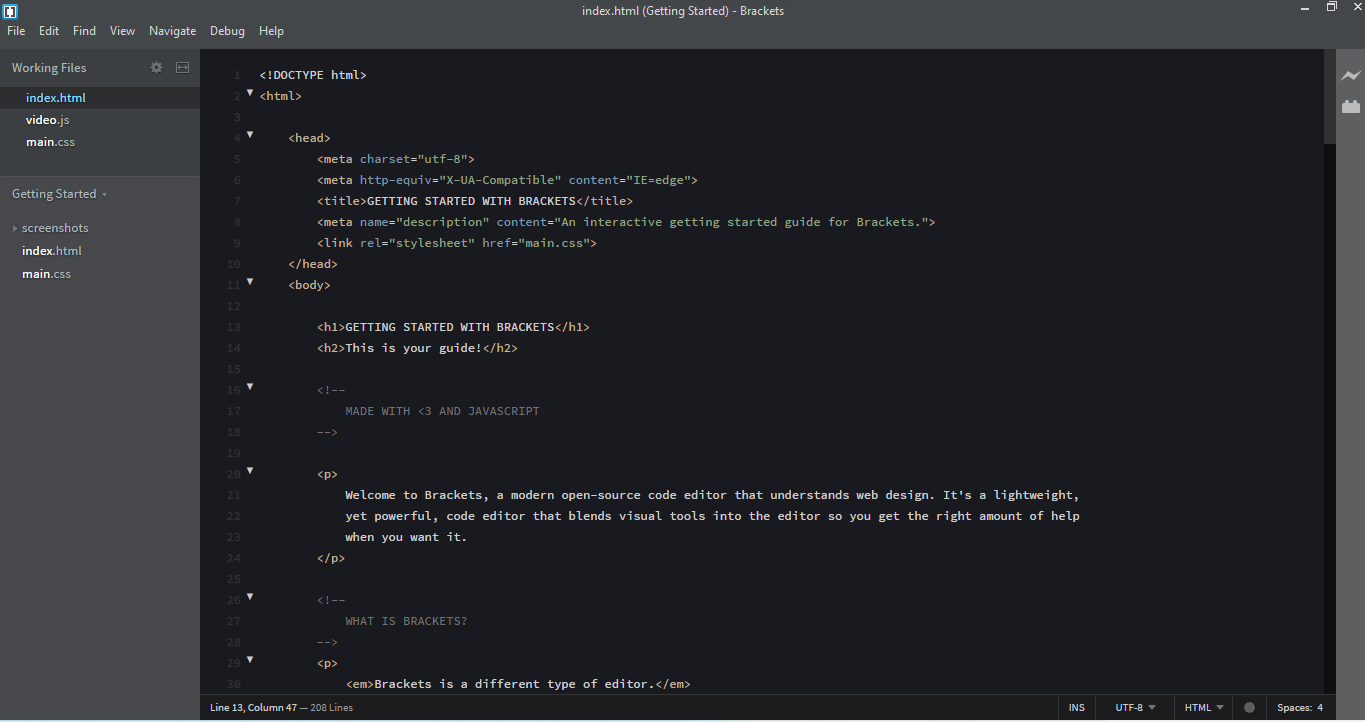 index.html (Getting Started) - Brackets
File Edit Find View Navigate Debug Help
Working Files
index.html
video.js
main.css
Getting Started
screenshots
index.html
main.css
1 <!DOCTYPE html>
2 <html>
3
4 <head>
5 <meta charset="utf-8">
6 <meta http-equiv="X-UA-Compatible" content="IE=edge">
7 <title>GETTING STARTED WITH BRACKETS</title>
8 <meta name="description" content="An interactive getting started guide for Brackets.">
9 <link rel="stylesheet" href="main.css">
10 </head>
11 <body>
12
13 <h1>GETTING STARTED WITH BRACKETS</h1>
14 <h2>This is your guide!</h2>
15
16 <!--
17 MADE WITH <3 AND JAVASCRIPT
18 -->
19
20 <p>
21 Welcome to Brackets, a modern open-source code editor that understands web design. It's a lightweight,
22 yet powerful, code editor that blends visual tools into the editor so you get the right amount of help
23 when you want it.
24 </p>
25
26 <!--
27 WHAT IS BRACKETS?
28 -->
29 <p>
30 <em>Brackets is a different type of editor.</em>
Line 13, Column 47 — 208 Lines
INS UTF-8 HTML Spaces: 4